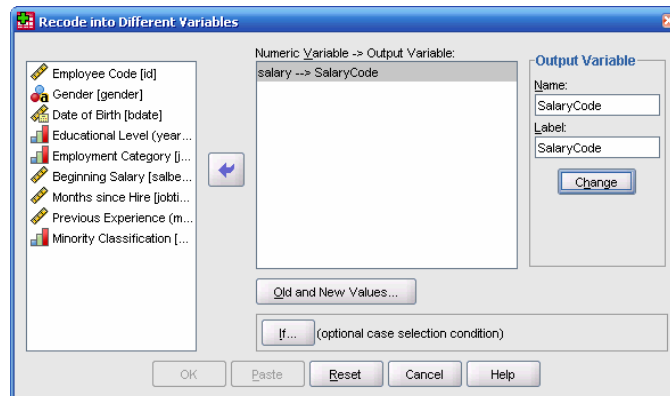 Recode into Different Variables
Employee Code [id]
Gender [gender]
Date of Birth [bdate]
Educational Level (year...
Employment Category [j...
Beginning Salary [salbe...
Months since Hire [jobti...
Previous Experience (m...
Minority Classification [...
Numeric Variable -> Output Variable:
salary --> SalaryCode
Old and New Values...
If... (optional case selection condition)
Output Variable
Name:
SalaryCode
Label:
SalaryCode
Change
OK Paste Reset Cancel Help